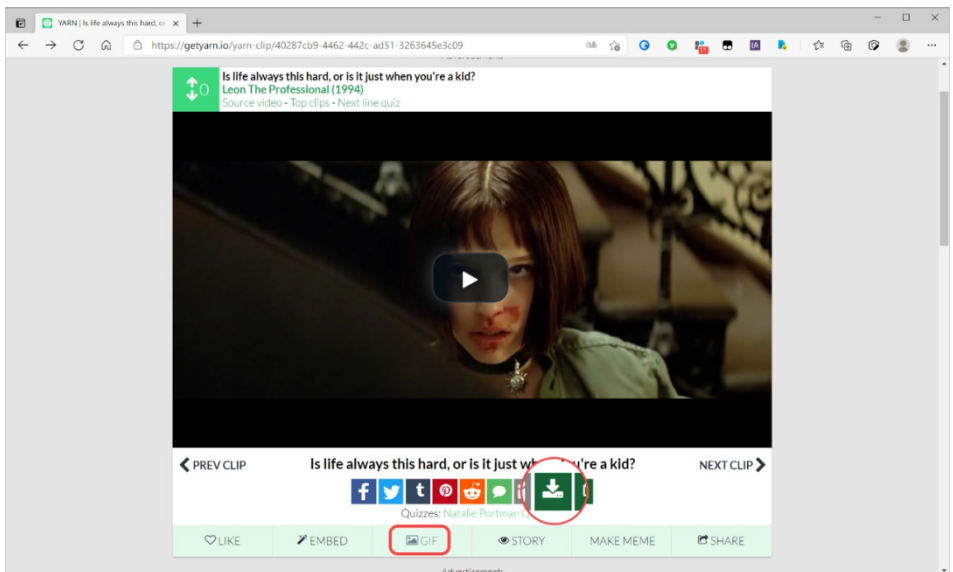 YARN | Is life always this hard, or
https://getyarn.io/yarn-clip/40287cb9-4462-442c-ad51-3263645e3c09
0
Is life always this hard, or is it just when you're a kid?
Leon The Professional (1994)
Source video - Top clips - Next line quiz
PREV CLIP
Is life always this hard, or is it just wh u're a kid?
NEXT CLIP
Quizzes: Natalie Portman Q
LIKE
EMBED
GIF
STORY
MAKE MEME
SHARE